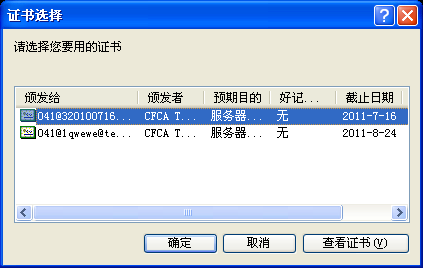 证书选择
请选择您要用的证书
颁发给 颁发者 预期目的 好记... 截止日期
041@320100716... CFCA T... 服务器... 无 2011-7-16
041@1qwewe@te... CFCA T... 服务器... 无 2011-8-24
确定 取消 查看证书(V)